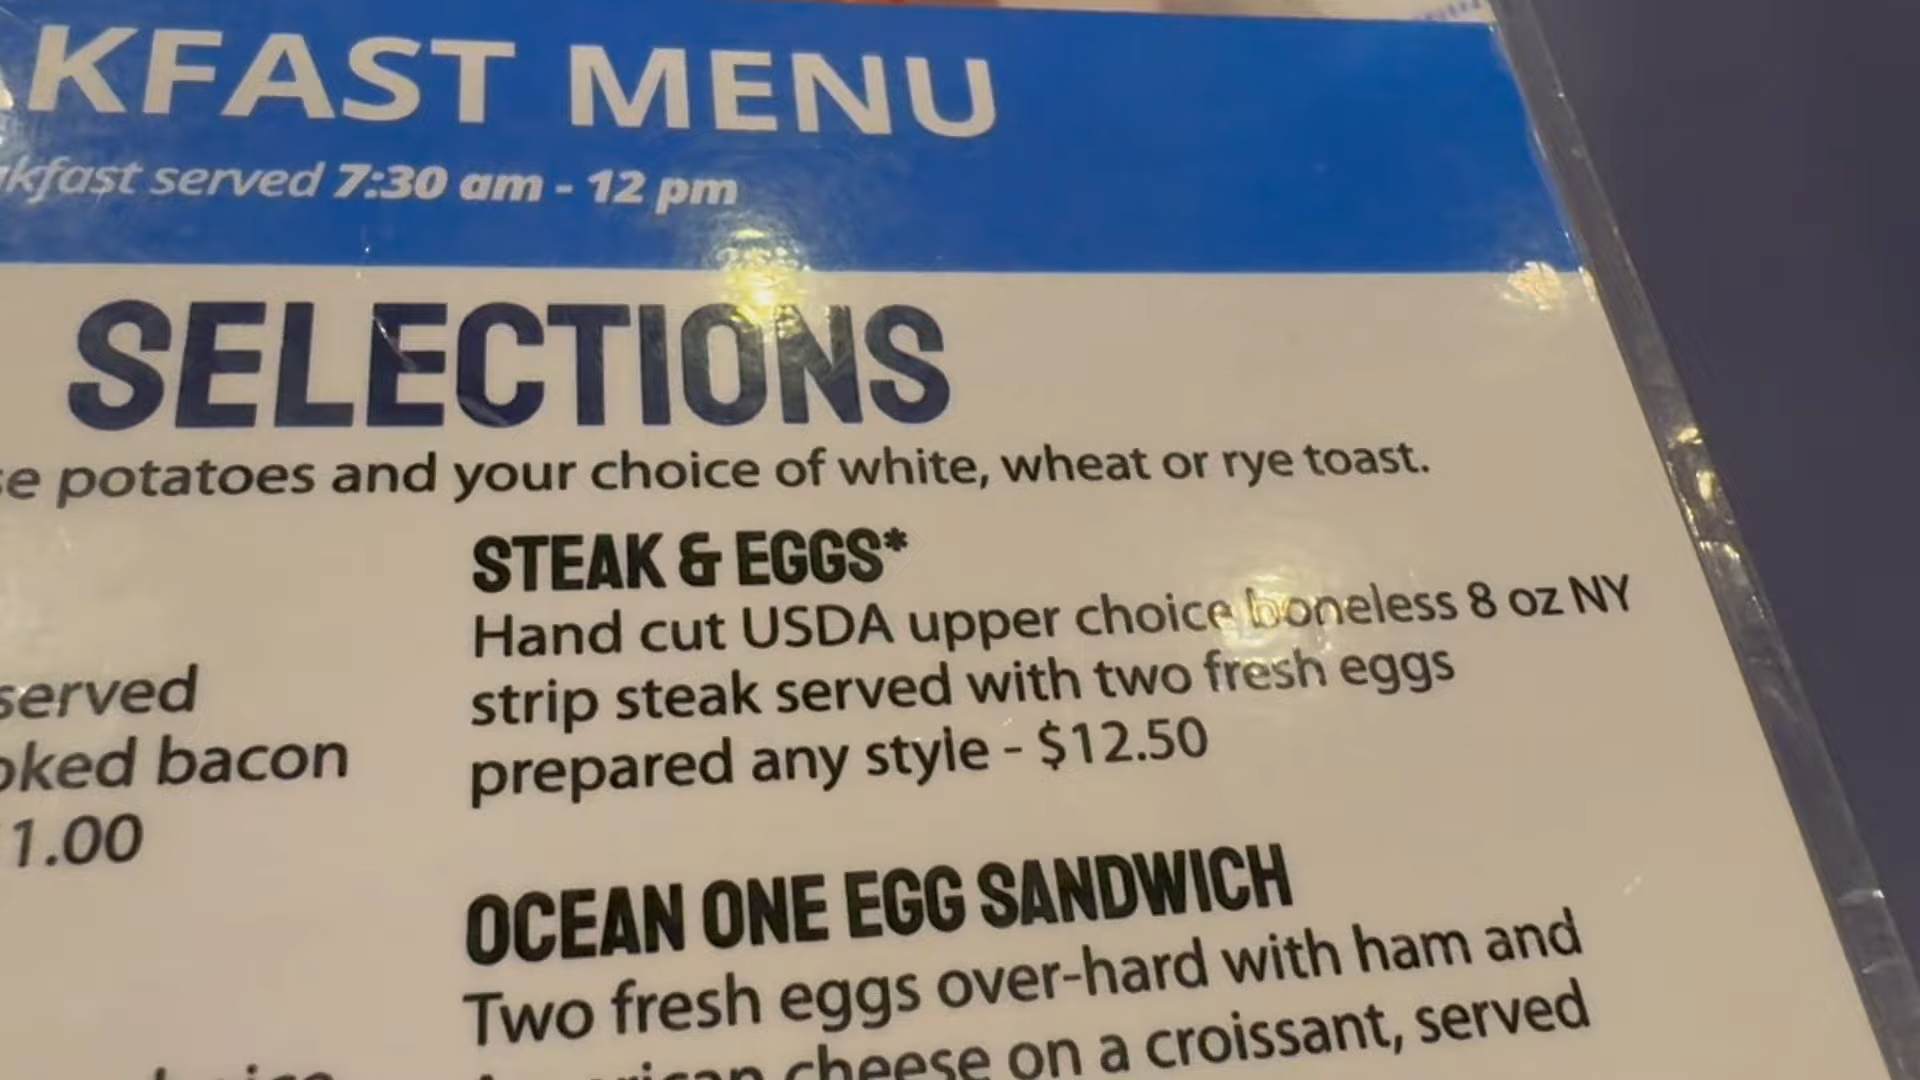 KFAST MENU
kfast served 7:30 am - 12 pm
SELECTIONS
se potatoes and your choice of white, wheat or rye toast.
served
oked bacon
1.00
STEAK & EGGS*
Hand cut USDA upper choice boneless 8 oz NY
strip steak served with two fresh eggs
prepared any style - $12.50
OCEAN ONE EGG SANDWICH
Two fresh eggs over-hard with ham and
cheese on a croissant, served